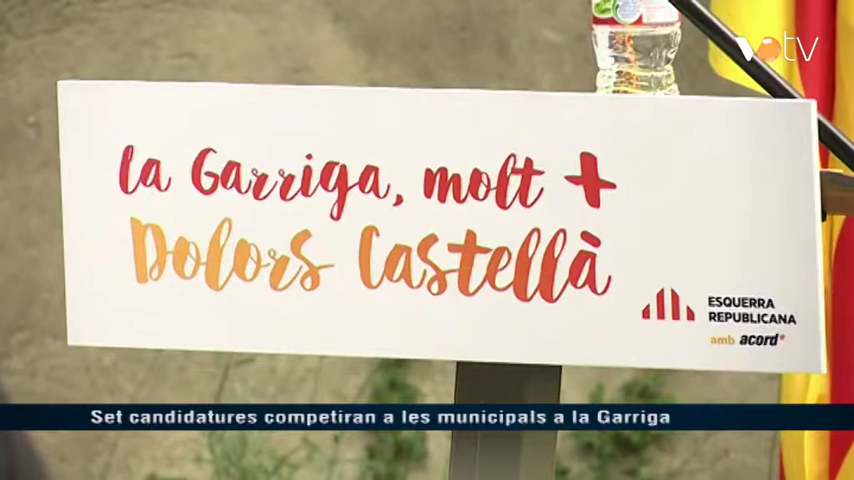 votv
la Garriga, molt +
Dolors Castellà
ESQUERRA
REPUBLICANA
amb acord*
Set candidatures competiran a les municipals a la Garriga